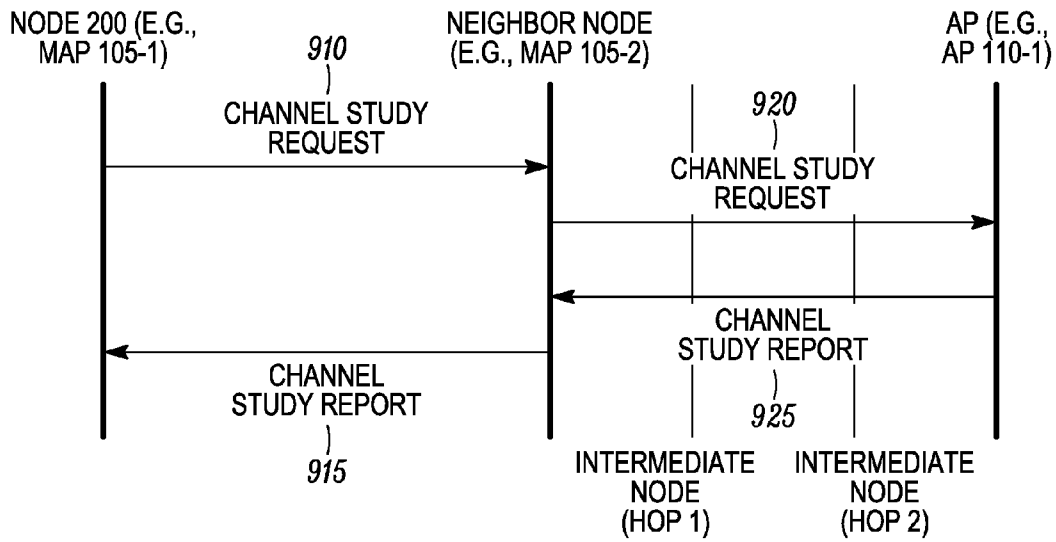 NODE 200 (E.G.,
MAP 105-1)
910
NEIGHBOR NODE
(E.G., MAP 105-2)
AP (E.G.,
AP 110-1)
CHANNEL STUDY
REQUEST
920
CHANNEL STUDY
REQUEST
CHANNEL
STUDY REPORT
925
CHANNEL
STUDY REPORT
915
INTERMEDIATE
NODE
(HOP 1)
INTERMEDIATE
NODE
(HOP 2)